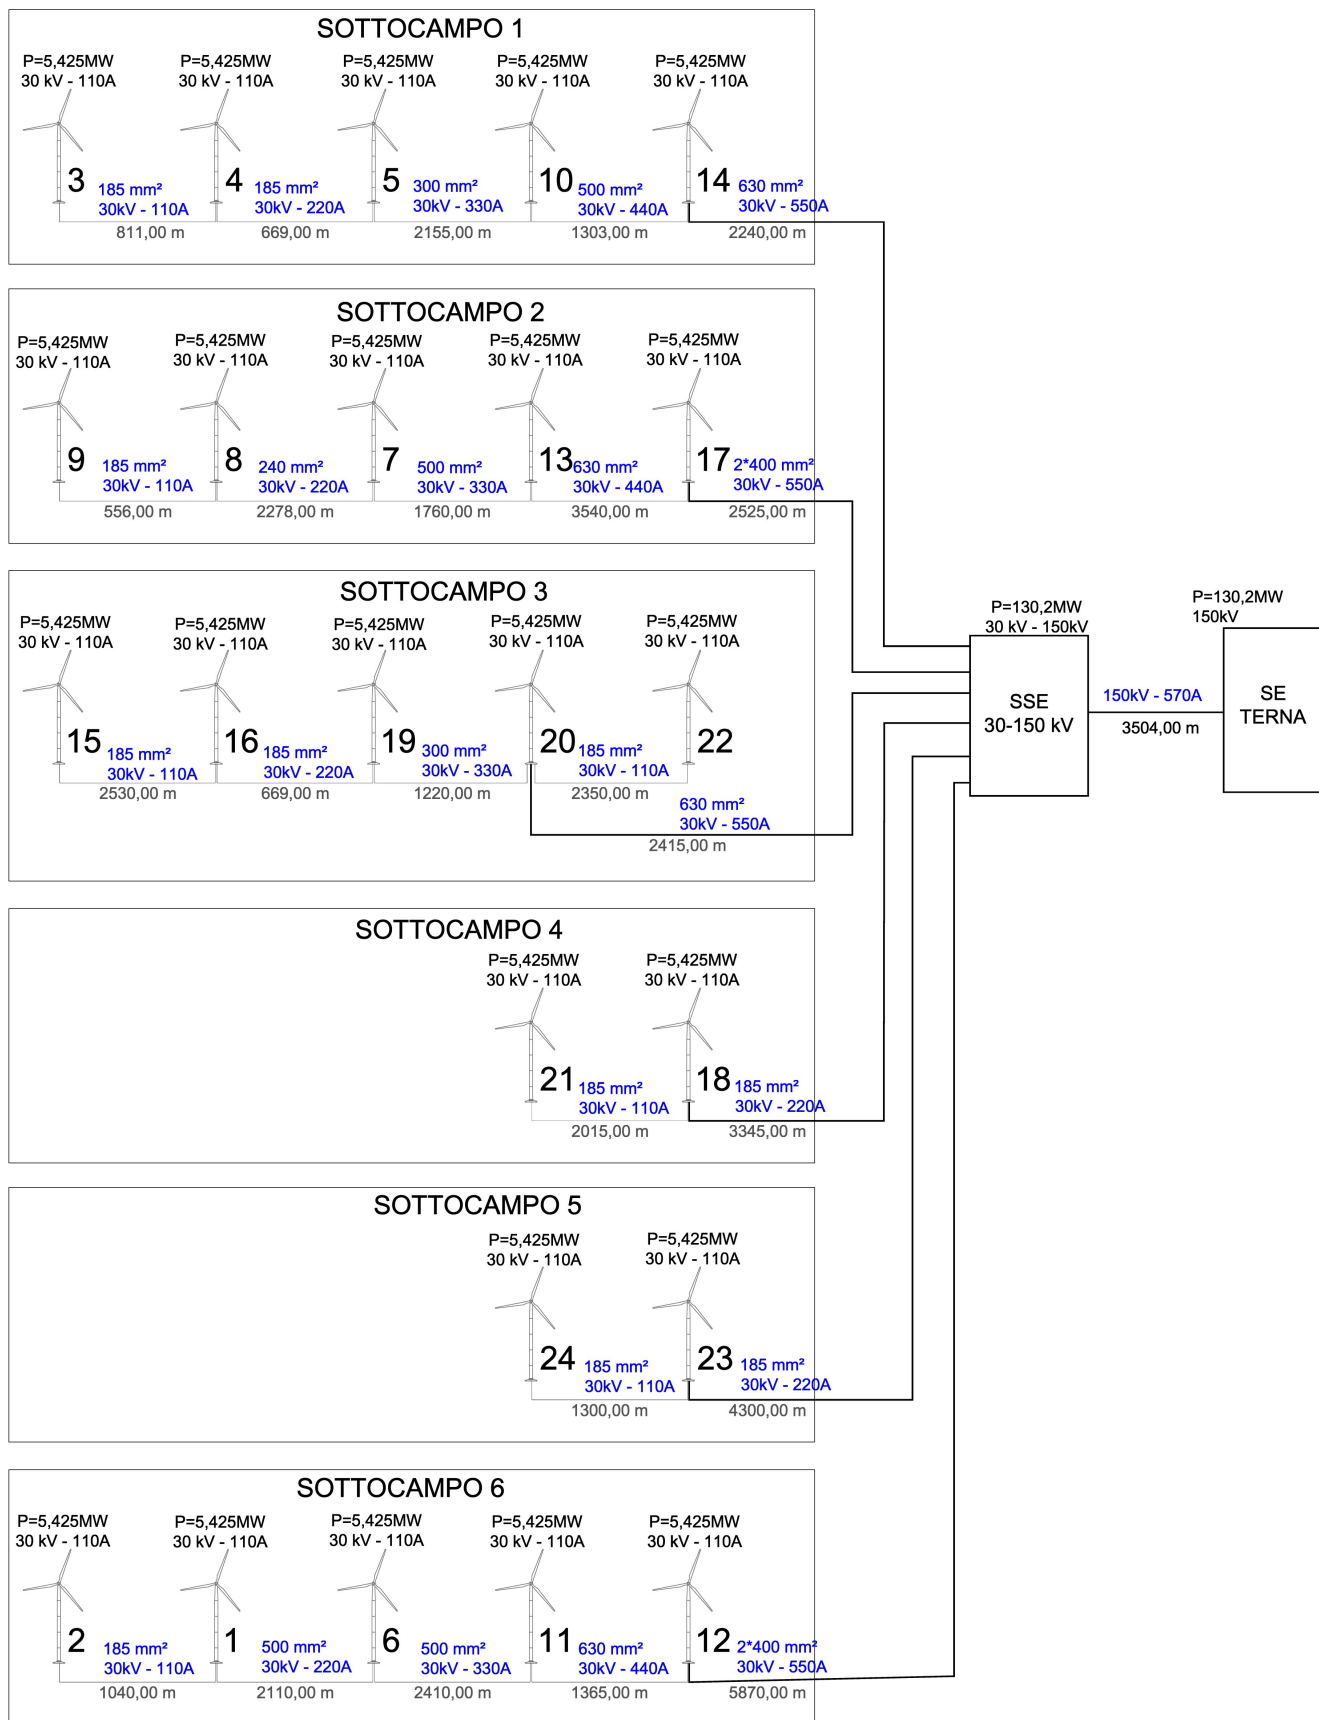 SOTTOCAMPO 1
P=5,425MW
30 kV - 110A
P=5,425MW
30 kV - 110A
P=5,425MW
30 kV - 110A
P=5,425MW
30 kV - 110A
P=5,425MW
30 kV - 110A
3
185 mm²
30kV - 110A
811,00 m
4
185 mm²
30kV - 220A
669,00 m
5
300 mm²
30kV - 330A
2155,00 m
10
500 mm²
30kV - 440A
1303,00 m
14
630 mm²
30kV - 550A
2240,00 m
SOTTOCAMPO 2
P=5,425MW
30 kV - 110A
P=5,425MW
30 kV - 110A
P=5,425MW
30 kV - 110A
P=5,425MW
30 kV - 110A
P=5,425MW
30 kV - 110A
9
185 mm²
30kV - 110A
556,00 m
8
240 mm²
30kV - 220A
2278,00 m
7
500 mm²
30kV - 330A
1760,00 m
13
630 mm²
30kV - 440A
3540,00 m
17
2*400 mm²
30kV - 550A
2525,00 m
SOTTOCAMPO 3
P=5,425MW
30 kV - 110A
P=5,425MW
30 kV - 110A
P=5,425MW
30 kV - 110A
P=5,425MW
30 kV - 110A
P=5,425MW
30 kV - 110A
15
185 mm²
30kV - 110A
2530,00 m
16
185 mm²
30kV - 220A
669,00 m
19
300 mm²
30kV - 330A
1220,00 m
20
185 mm²
30kV - 110A
2350,00 m
22
630 mm²
30kV - 550A
2415,00 m
P=130,2MW
30 kV - 150kV
SSE
30-150 kV
150kV - 570A
3504,00 m
P=130,2MW
150kV
SE
TERNA
SOTTOCAMPO 4
P=5,425MW
30 kV - 110A
P=5,425MW
30 kV - 110A
21
185 mm²
30kV - 110A
2015,00 m
18
185 mm²
30kV - 220A
3345,00 m
SOTTOCAMPO 5
P=5,425MW
30 kV - 110A
P=5,425MW
30 kV - 110A
24
185 mm²
30kV - 110A
1300,00 m
23
185 mm²
30kV - 220A
4300,00 m
SOTTOCAMPO 6
P=5,425MW
30 kV - 110A
P=5,425MW
30 kV - 110A
P=5,425MW
30 kV - 110A
P=5,425MW
30 kV - 110A
P=5,425MW
30 kV - 110A
2
185 mm²
30kV - 110A
1040,00 m
1
500 mm²
30kV - 220A
2110,00 m
6
500 mm²
30kV - 330A
2410,00 m
11
630 mm²
30kV - 440A
1365,00 m
12
2*400 mm²
30kV - 550A
5870,00 m